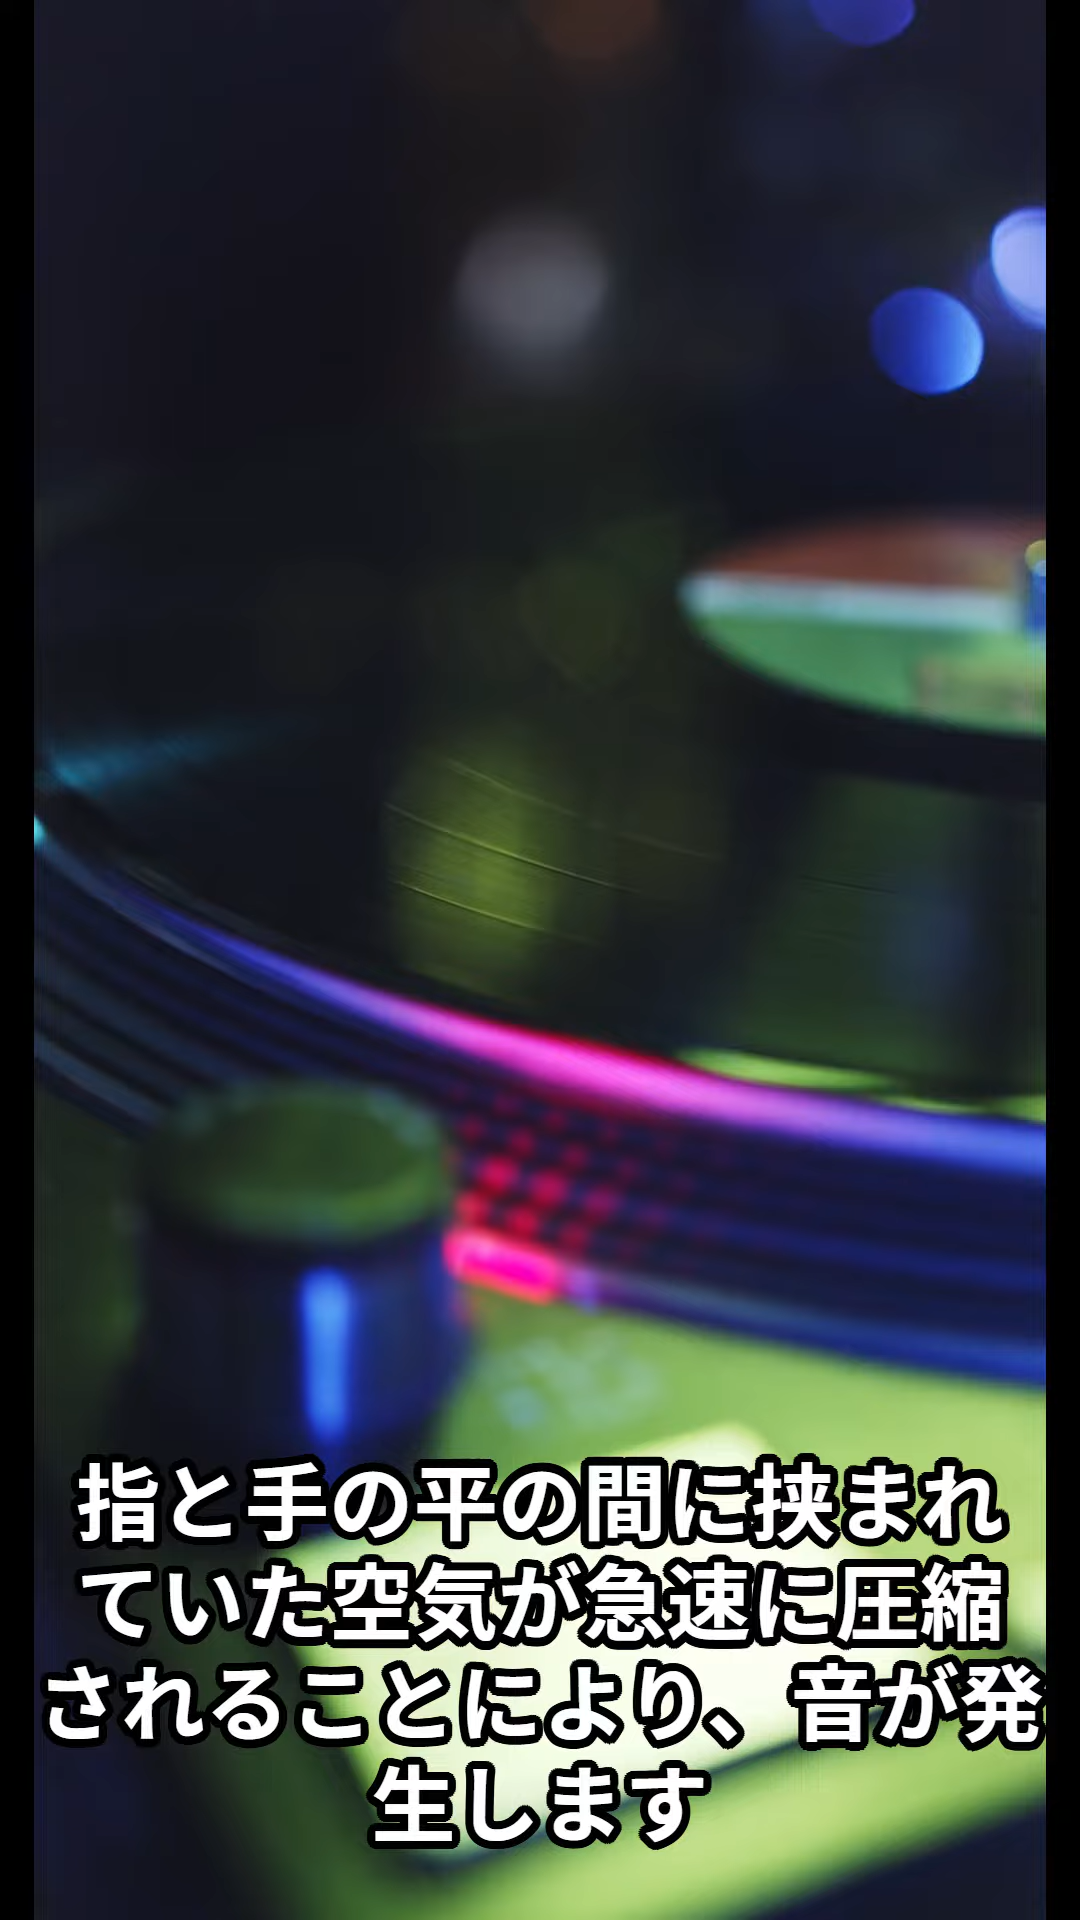 指と手の平の間に挟まれ
ていた空気が急速に圧縮
されることにより、音が発
生します